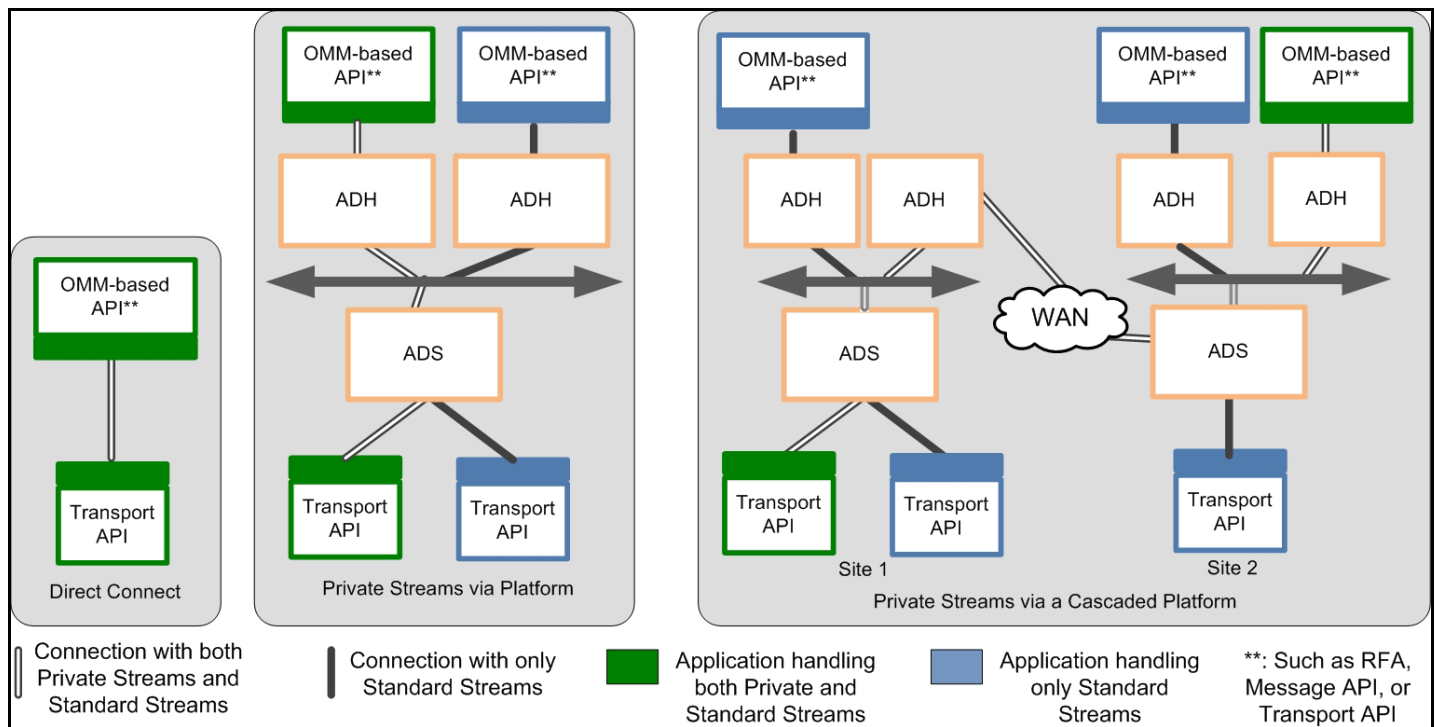 OMM-based
API**
Transport
API
Direct Connect
OMM-based
API**
OMM-based
API**
ADH
ADH
ADS
Transport
API
Transport
API
Private Streams via Platform
OMM-based
API**
OMM-based
API**
OMM-based
API**
ADH
ADH
ADH
ADH
WAN
ADS
ADS
Transport
API
Transport
API
Transport
API
Site 1
Site 2
Private Streams via a Cascaded Platform
Connection with both
Private Streams and
Standard Streams
Connection with only
Standard Streams
Application handling
both Private and
Standard Streams
Application handling
only Standard
Streams
**: Such as RFA,
Message API, or
Transport API